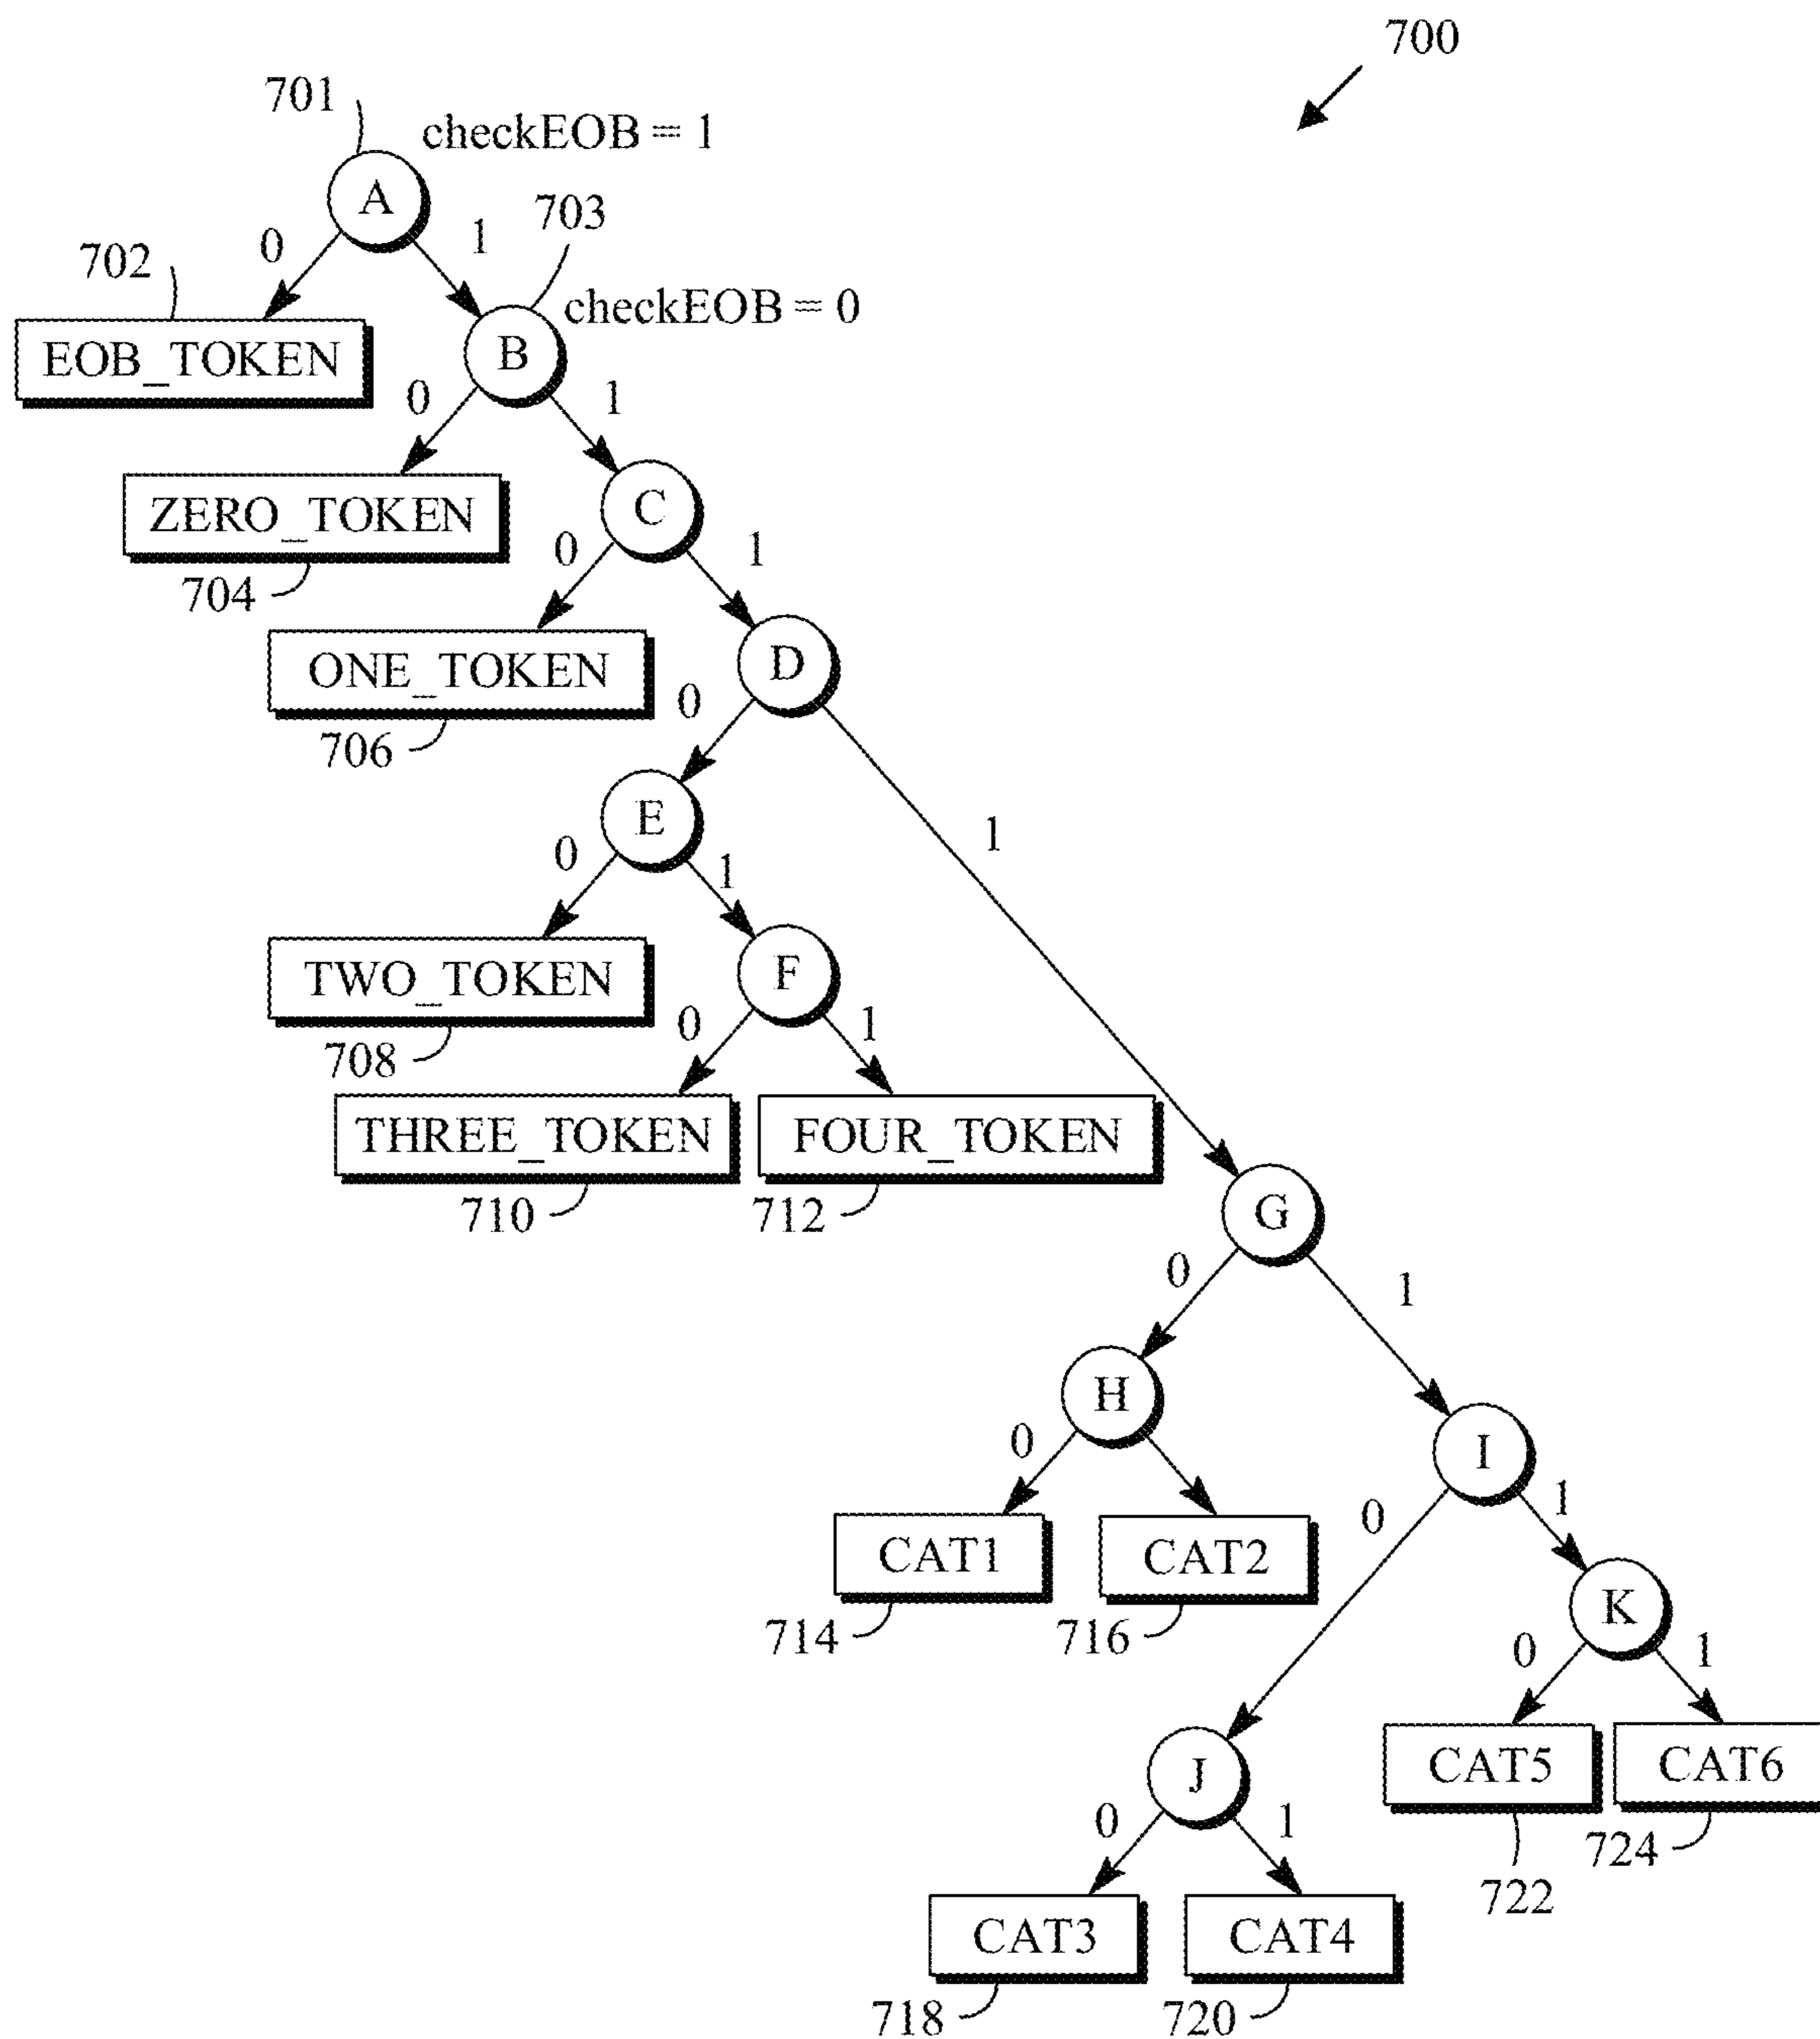 700
701
checkEOB = 1
A
703
0
1
702
checkEOB = 0
EOB_TOKEN
B
0
1
ZERO_TOKEN
C
704
0
1
ONE_TOKEN
D
706
0
1
E
0
1
TWO_TOKEN
F
708
0
1
THREE_TOKEN
FOUR_TOKEN
710
712
G
0
1
H
I
0
0
1
CAT1
CAT2
K
714
716
0
1
CAT5
CAT6
J
722
724
0
1
CAT3
CAT4
718
720